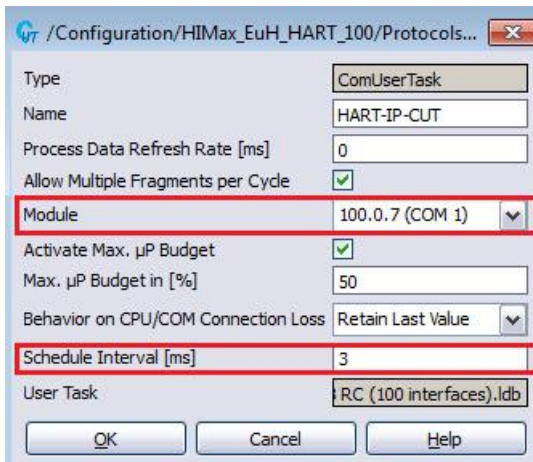 /Configuration/HIMax_EuH_HART_100/Protocols...
Type ComUserTask
Name HART-IP-CUT
Process Data Refresh Rate [ms] 0
Allow Multiple Fragments per Cycle
Module 100.0.7 (COM 1)
Activate Max. µP Budget
Max. µP Budget in [%] 50
Behavior on CPU/COM Connection Loss Retain Last Value
Schedule Interval [ms] 3
User Task RC (100 interfaces).ldb
OK Cancel Help